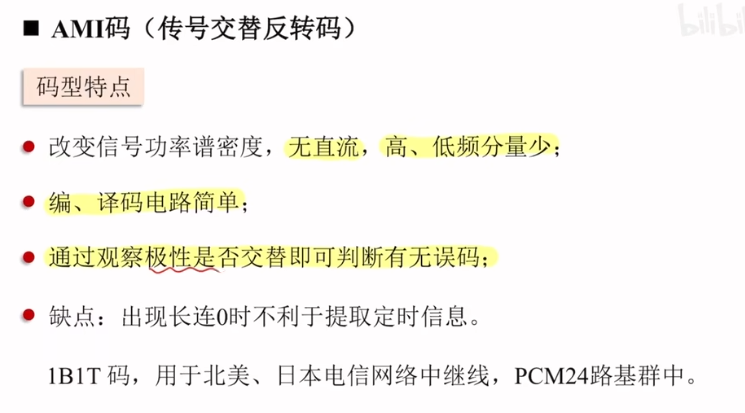 ■ AMI码（传号交替反转码）
bilibili
码型特点
● 改变信号功率谱密度，无直流，高、低频分量少；
● 编、译码电路简单；
● 通过观察极性是否交替即可判断有无误码；
● 缺点：出现长连0时不利于提取定时信息。
1B1T 码，用于北美、日本电信网络中继线，PCM24路基群中。